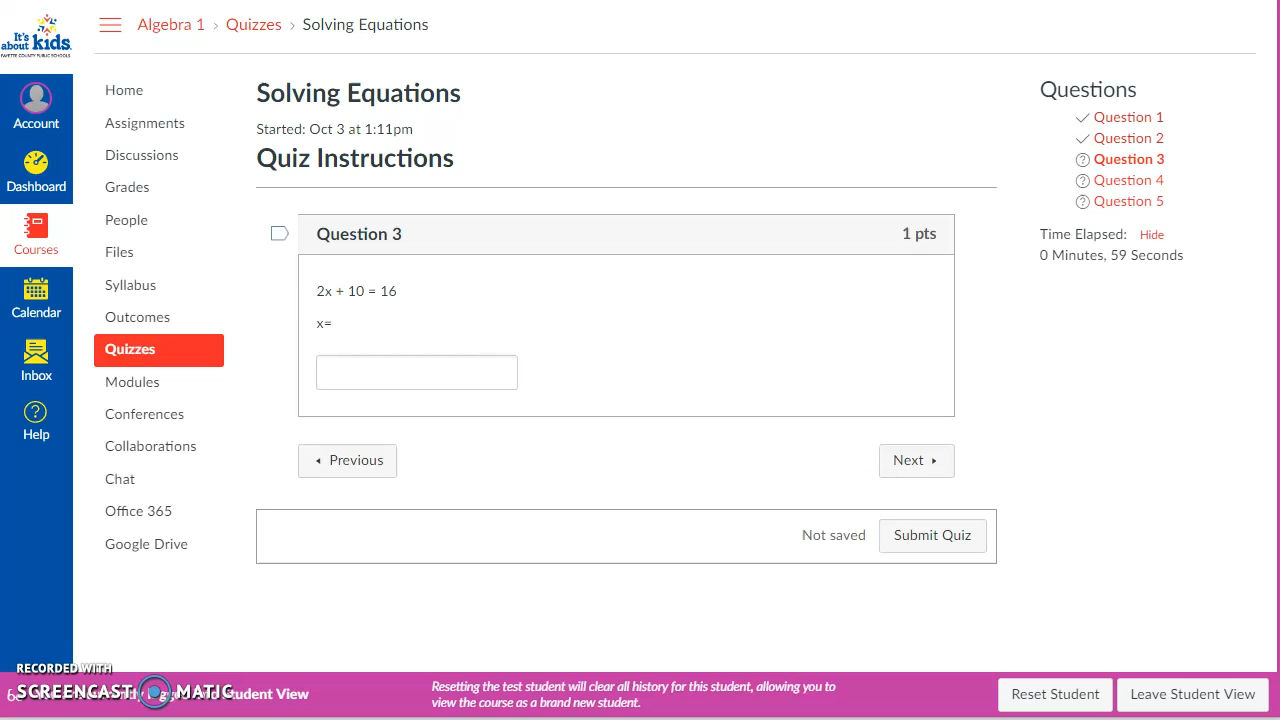 It's
about kids.
FAYETTE COUNTY PUBLIC SCHOOLS
Algebra 1 › Quizzes › Solving Equations
Account
Dashboard
Courses
Calendar
Inbox
Help
Home
Assignments
Discussions
Grades
People
Files
Syllabus
Outcomes
Quizzes
Modules
Conferences
Collaborations
Chat
Office 365
Google Drive
Solving Equations
Started: Oct 3 at 1:11pm
Quiz Instructions
Question 3
1 pts
2x + 10 = 16
x=
Previous
Next
Not saved
Submit Quiz
Questions
Question 1
Question 2
Question 3
Question 4
Question 5
Time Elapsed: Hide
0 Minutes, 59 Seconds
RECORDED WITH
SCREENCAST MATIC
Student View
Resetting the test student will clear all history for this student, allowing you to
view the course as a brand new student.
Reset Student
Leave Student View